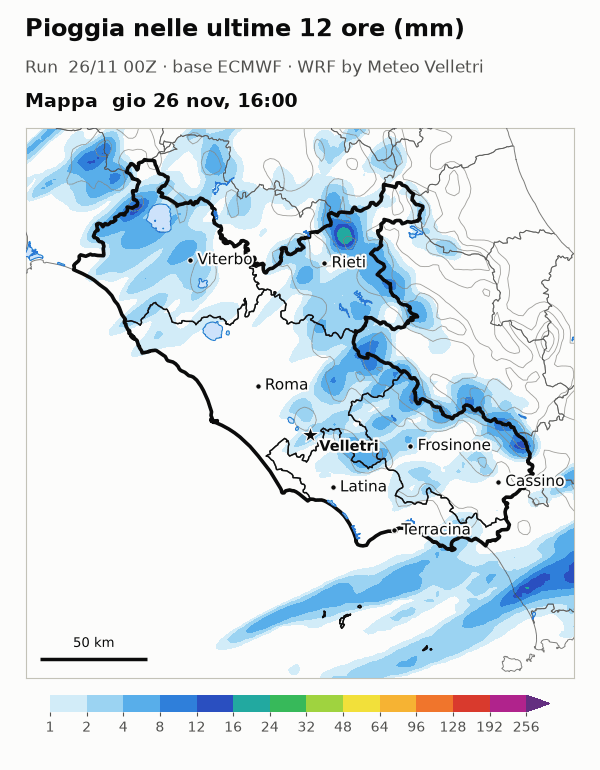 Pioggia nelle ultime 12 ore (mm)
Run  26/11 00Z · base ECMWF · WRF by Meteo Velletri
Mappa  gio 26 nov, 16:00
Viterbo
Rieti
Roma
Velletri
Frosinone
Latina
Cassino
Terracina
50 km
1 2 4 8 12 16 24 32 48 64 96 128 192 256